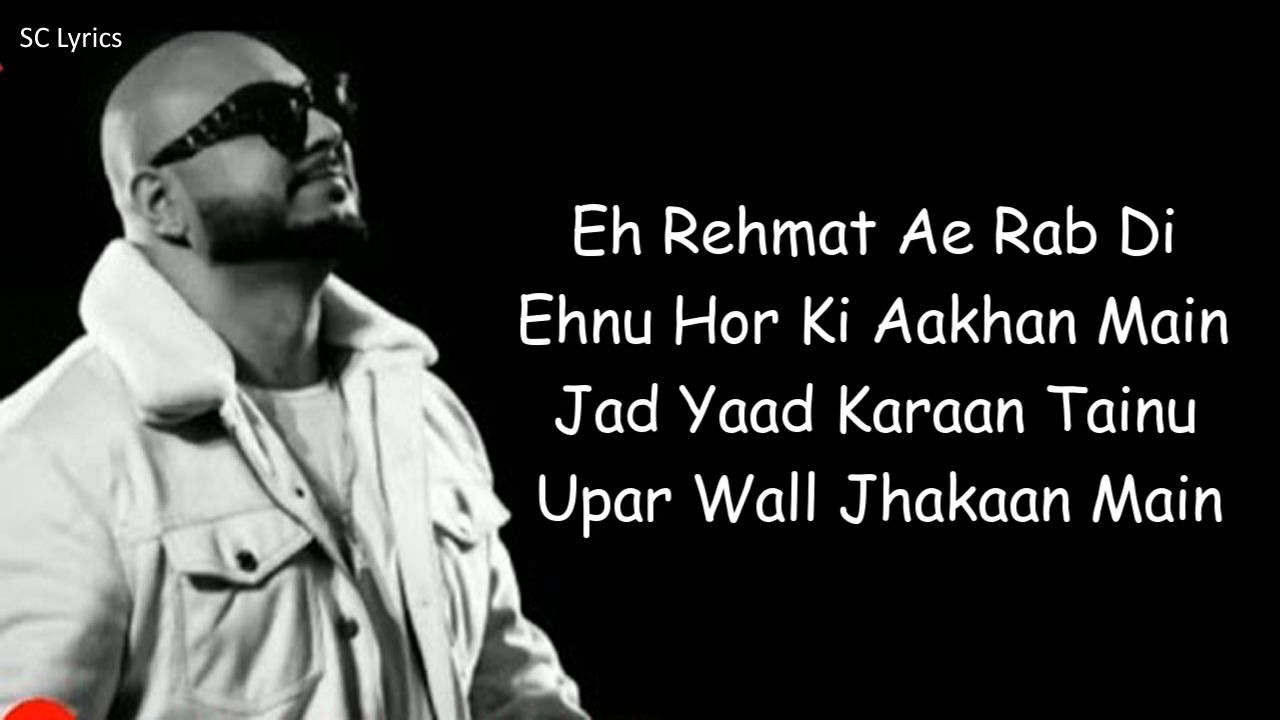 SC Lyrics
Eh Rehmat Ae Rab Di
Ehnu Hor Ki Aakhan Main
Jad Yaad Karaan Tainu
Upar Wall Jhakaan Main